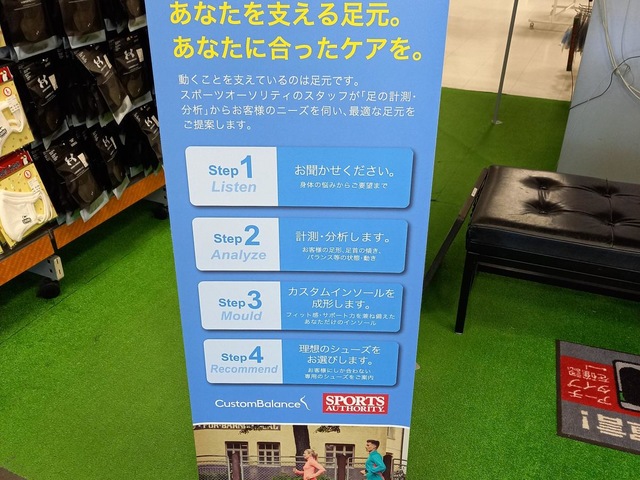 あなたを支える足元。
あなたに合ったケアを。
動くことを支えているのは足元です。
スポーツオーソリティのスタッフが「足の計測・
分析」からお客様のニーズを伺い、最適な足元を
ご提案します。
Step 1
Listen
お聞かせください。
身体の悩みからご要望まで
Step 2
Analyze
計測・分析します。
お客様の足形、足首の傾き、
バランス等の状態・動き
Step 3
Mould
カスタムインソールを
成形します。
フィット感・サポート力を兼ね備えた
あなただけのインソール
Step 4
Recommend
理想のシューズを
お選びします。
お客様にしか合わない
専用のシューズをご案内
CustomBalance
SPORTS
AUTHORITY.